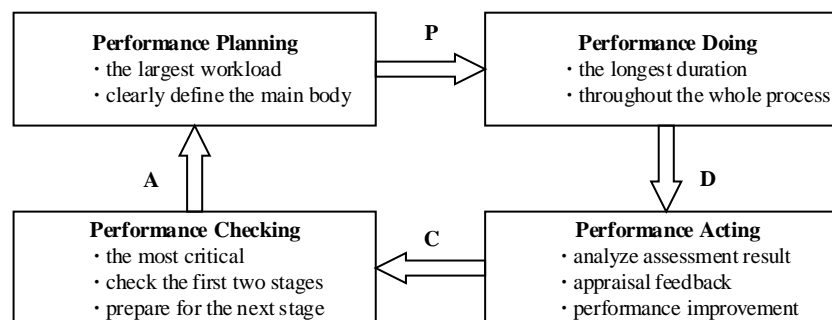 Performance Planning
· the largest workload
· clearly define the main body
P
Performance Doing
· the longest duration
· throughout the whole process
A
D
Performance Checking
· the most critical
· check the first two stages
· prepare for the next stage
C
Performance Acting
· analyze assessment result
· appraisal feedback
· performance improvement